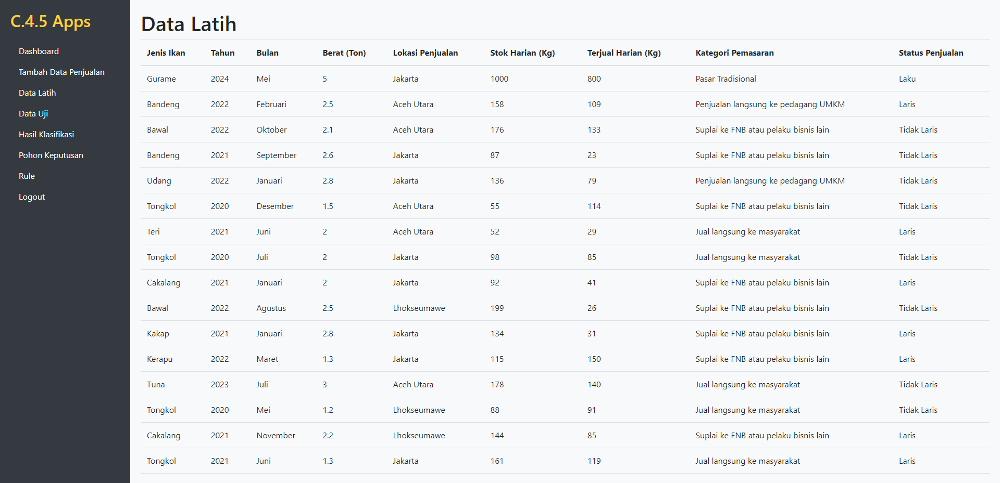 C.4.5 Apps
Dashboard
Tambah Data Penjualan
Data Latih
Data Uji
Hasil Klasifikasi
Pohon Keputusan
Rule
Logout
Data Latih
Jenis Ikan Tahun Bulan Berat (Ton) Lokasi Penjualan Stok Harian (Kg) Terjual Harian (Kg) Kategori Pemasaran Status Penjualan
Gurame 2024 Mei 5 Jakarta 1000 800 Pasar Tradisional Laku
Bandeng 2022 Februari 2.5 Aceh Utara 158 109 Penjualan langsung ke pedagang UMKM Laris
Bawal 2022 Oktober 2.1 Aceh Utara 176 133 Suplai ke FNB atau pelaku bisnis lain Tidak Laris
Bandeng 2021 September 2.6 Jakarta 87 23 Suplai ke FNB atau pelaku bisnis lain Tidak Laris
Udang 2022 Januari 2.8 Jakarta 136 79 Penjualan langsung ke pedagang UMKM Tidak Laris
Tongkol 2020 Desember 1.5 Aceh Utara 55 114 Suplai ke FNB atau pelaku bisnis lain Tidak Laris
Teri 2021 Juni 2 Aceh Utara 52 29 Jual langsung ke masyarakat Laris
Tongkol 2020 Juli 2 Jakarta 98 85 Jual langsung ke masyarakat Tidak Laris
Cakalang 2021 Januari 2 Jakarta 92 41 Suplai ke FNB atau pelaku bisnis lain Laris
Bawal 2022 Agustus 2.5 Lhokseumawe 199 26 Suplai ke FNB atau pelaku bisnis lain Tidak Laris
Kakap 2021 Januari 2.8 Jakarta 134 31 Suplai ke FNB atau pelaku bisnis lain Laris
Kerapu 2022 Maret 1.3 Jakarta 115 150 Suplai ke FNB atau pelaku bisnis lain Laris
Tuna 2023 Juli 3 Aceh Utara 178 140 Jual langsung ke masyarakat Tidak Laris
Tongkol 2020 Mei 1.2 Lhokseumawe 88 91 Jual langsung ke masyarakat Tidak Laris
Cakalang 2021 November 2.2 Lhokseumawe 144 85 Suplai ke FNB atau pelaku bisnis lain Laris
Tongkol 2021 Juni 1.3 Jakarta 161 119 Jual langsung ke masyarakat Laris